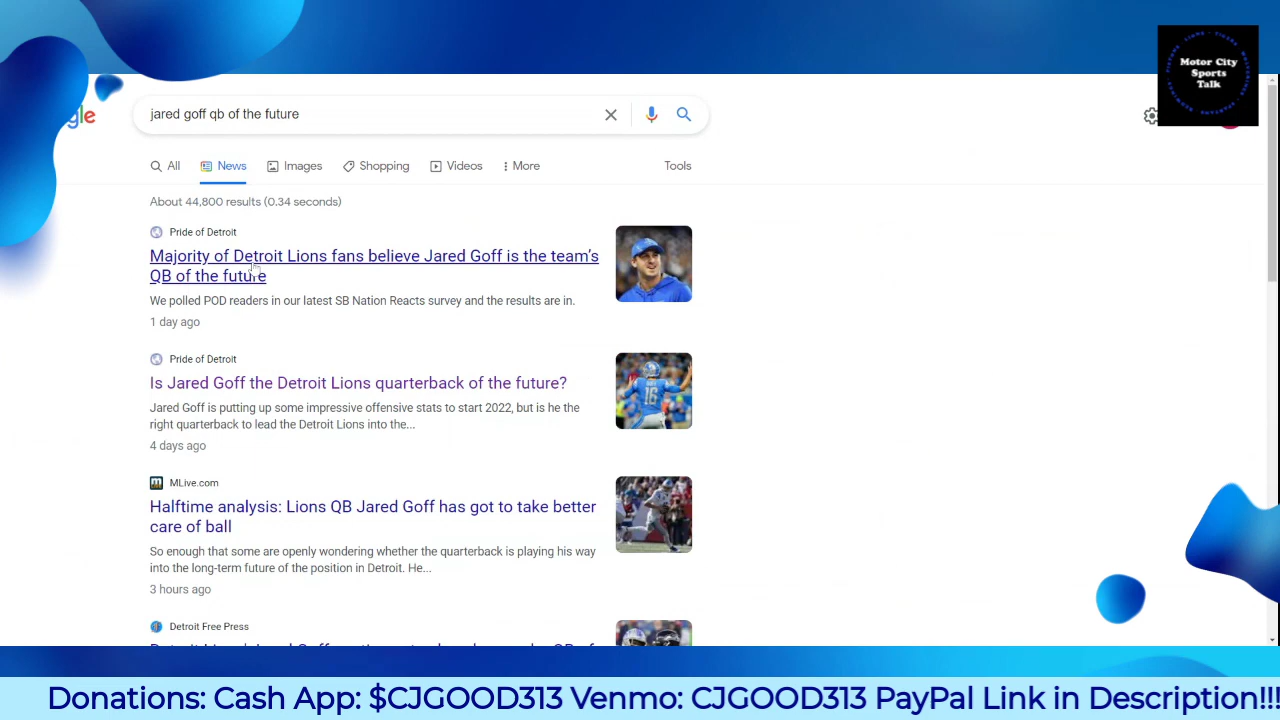 Motor City
Sports
Talk
gle
jared goff qb of the future
All
News
Images
Shopping
Videos
More
Tools
About 44,800 results (0.34 seconds)
Pride of Detroit
Majority of Detroit Lions fans believe Jared Goff is the team's
QB of the future
We polled POD readers in our latest SB Nation Reacts survey and the results are in.
1 day ago
Pride of Detroit
Is Jared Goff the Detroit Lions quarterback of the future?
Jared Goff is putting up some impressive offensive stats to start 2022, but is he the
right quarterback to lead the Detroit Lions into the...
4 days ago
16
MLive.com
Halftime analysis: Lions QB Jared Goff has got to take better
care of ball
So enough that some are openly wondering whether the quarterback is playing his way
into the long-term future of the position in Detroit. He...
3 hours ago
Detroit Free Press
Donations: Cash App: $CJGOOD313 Venmo: CJGOOD313 PayPal Link in Description!!!